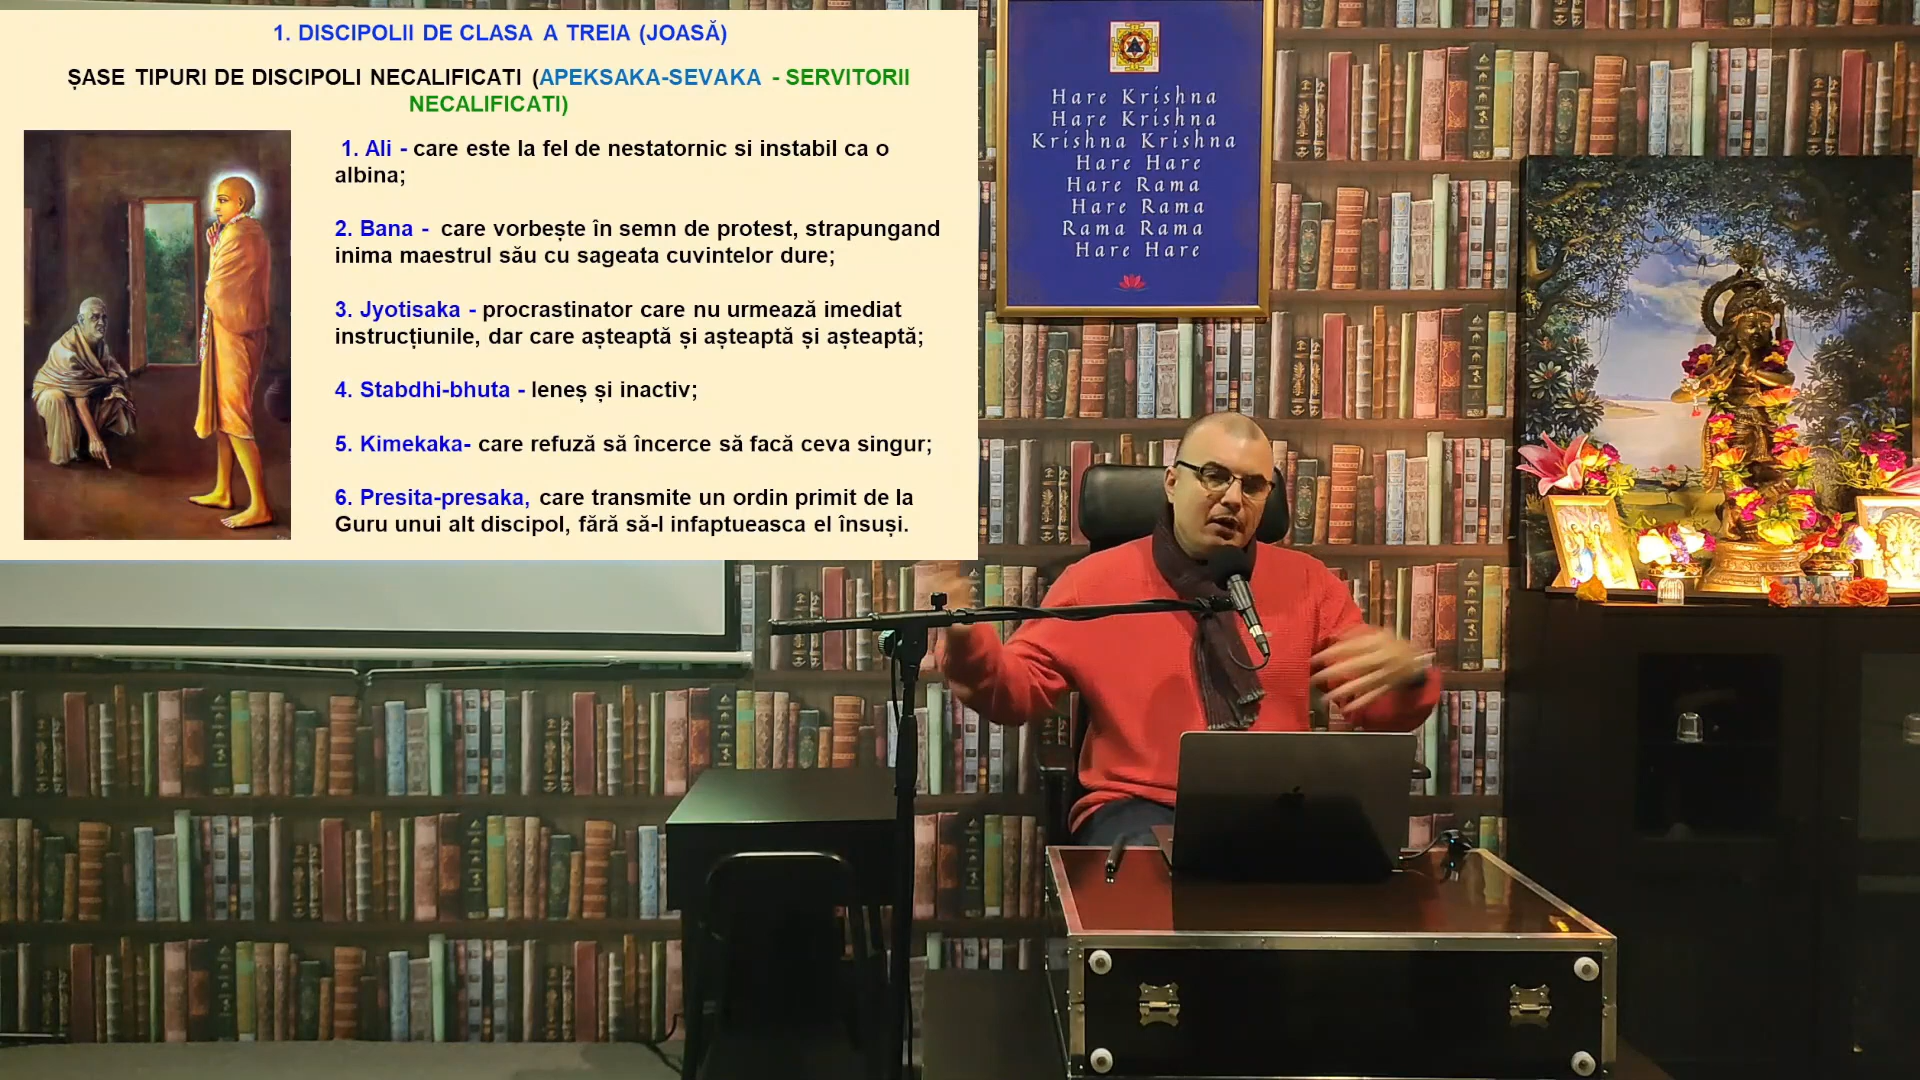 1. DISCIPOLII DE CLASA A TREIA (JOASĂ)
ȘASE TIPURI DE DISCIPOLI NECALIFICATI (APEKSAKA-SEVAKA - SERVITORII
NECALIFICATI)
1. Ali - care este la fel de nestatornic si instabil ca o
albina;
2. Bana - care vorbește în semn de protest, strapungand
inima maestrul său cu sageata cuvintelor dure;
3. Jyotisaka - procrastinator care nu urmează imediat
instrucțiunile, dar care așteaptă și așteaptă și așteaptă;
4. Stabdhi-bhuta - leneș și inactiv;
5. Kimekaka- care refuză să încerce să facă ceva singur;
6. Presita-presaka, care transmite un ordin primit de la
Guru unui alt discipol, fără să-l infaptueasca el însuși.
Hare Krishna
Hare Krishna
Krishna Krishna
Hare Hare
Hare Rama
Hare Rama
Rama Rama
Hare Hare